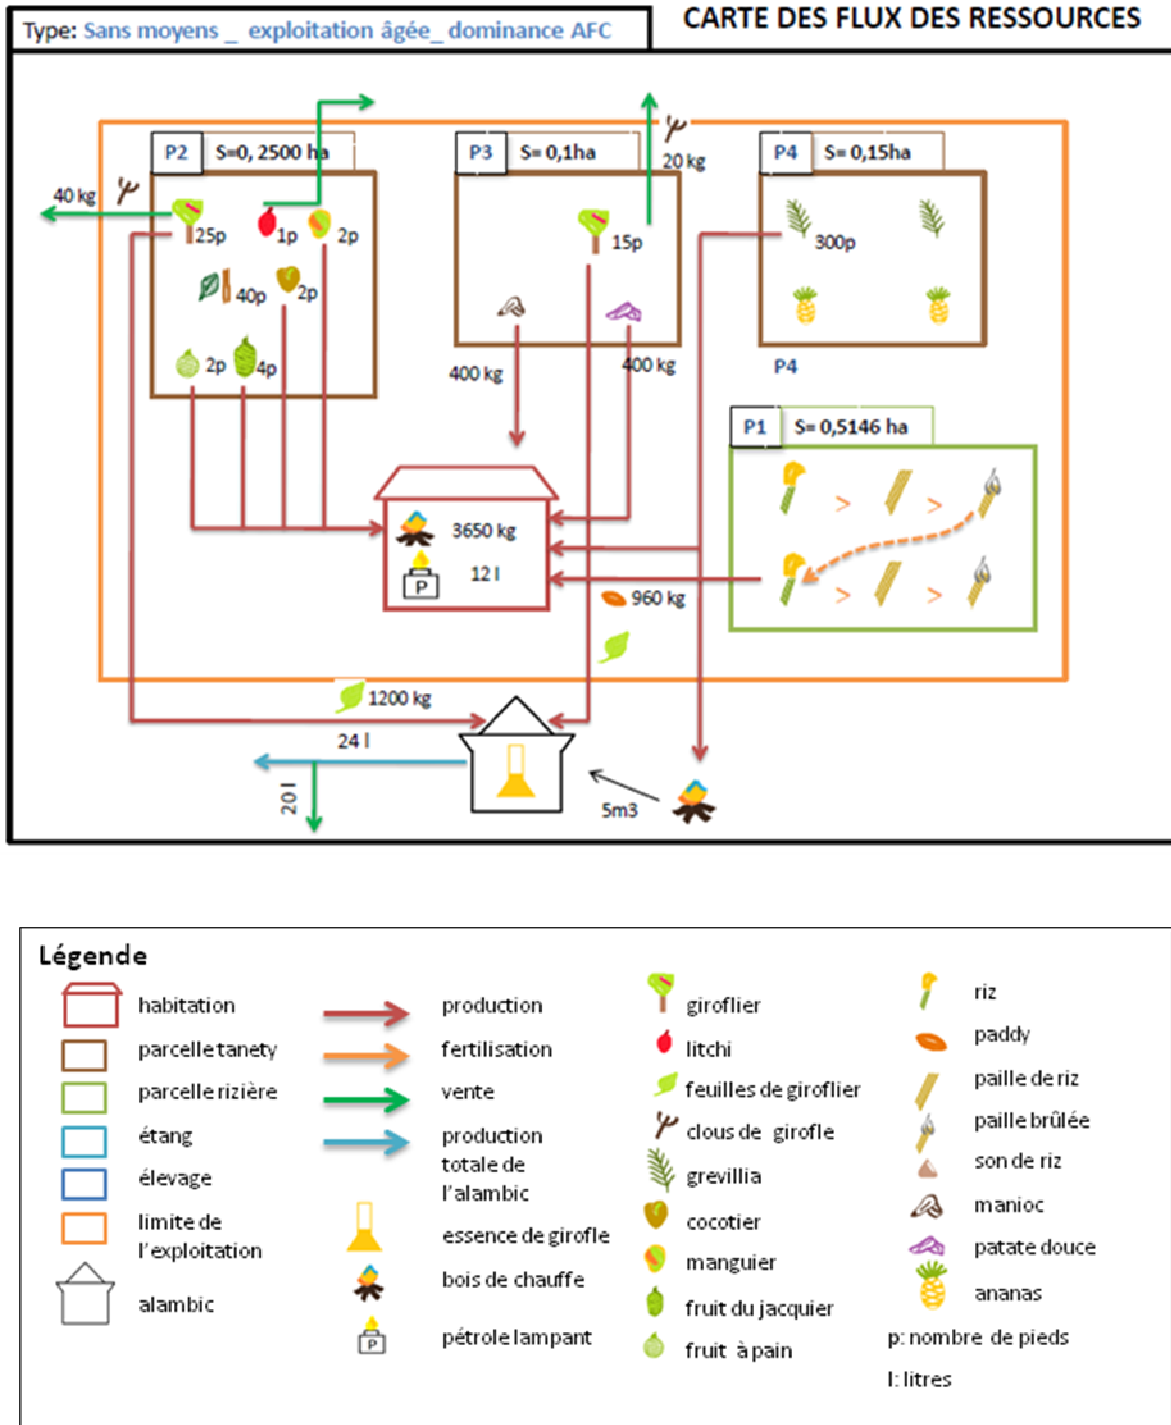 CARTE DES FLUX DES RESSOURCES
Type: Sans moyens _ exploitation âgée_ dominance AFC
P2 S=0, 2500 ha
P3 S= 0,1ha
20 kg
P4 S= 0,15ha
40 kg
25p
1p
2p
40p
2p
2p
4p
15p
300p
400 kg
400 kg
P4
P1 S= 0,5146 ha
> >
> >
3650 kg
P
12 l
960 kg
1200 kg
24 l
20 l
5m3
Légende
habitation
parcelle tanety
parcelle rizière
étang
élevage
limite de
l'exploitation
alambic
production
fertilisation
vente
production
totale de
l'alambic
essence de girofle
bois de chauffe
P
pétrole lampant
giroflier
litchi
feuilles de giroflier
clous de girofle
grevillia
cocotier
manguier
fruit du jacquier
fruit à pain
riz
paddy
paille de riz
paille brûlée
son de riz
manioc
patate douce
ananas
p: nombre de pieds
l: litres